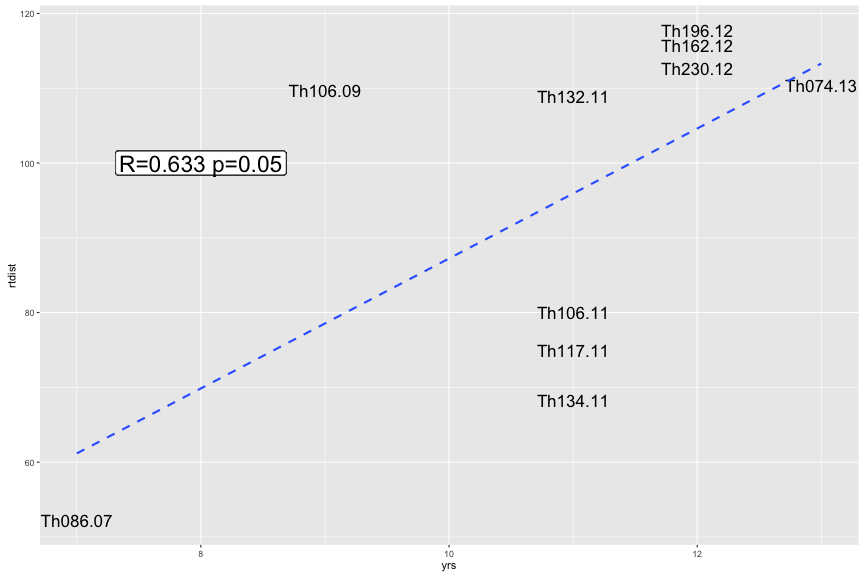 120
Th196.12
Th162.12
Th230.12
Th074.13
Th106.09
Th132.11
100
R=0.633 p=0.05
rtdist
80
Th106.11
Th117.11
Th134.11
60
Th086.07
8
10
12
yrs